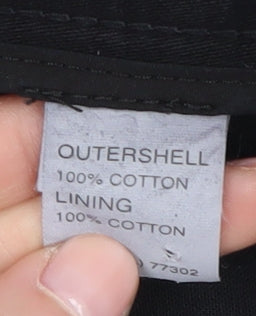 OUTERSHELL
100% COTTON
LINING
100% COTTON
) 77302